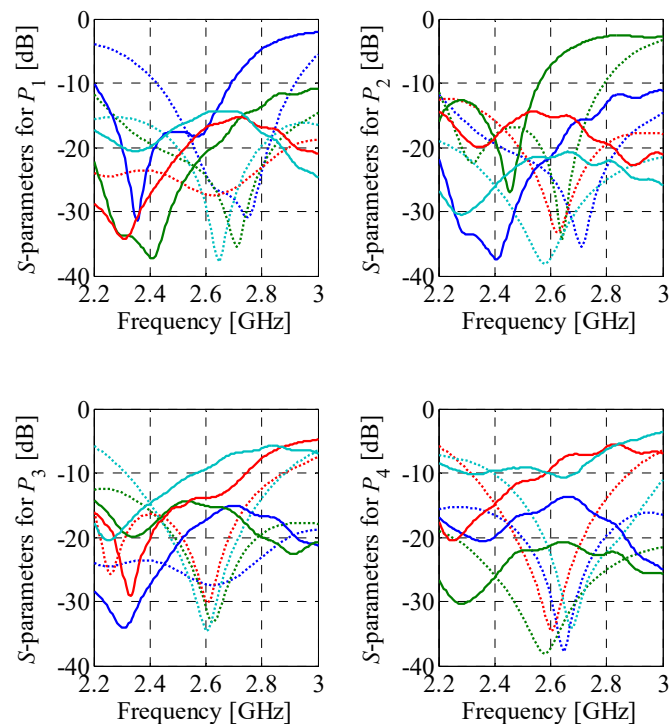 S-parameters for P1 [dB]
0
-10
-20
-30
-40
2.2 2.4 2.6 2.8 3
Frequency [GHz]
S-parameters for P2 [dB]
0
-10
-20
-30
-40
2.2 2.4 2.6 2.8 3
Frequency [GHz]
S-parameters for P3 [dB]
0
-10
-20
-30
-40
2.2 2.4 2.6 2.8 3
Frequency [GHz]
S-parameters for P4 [dB]
0
-10
-20
-30
-40
2.2 2.4 2.6 2.8 3
Frequency [GHz]